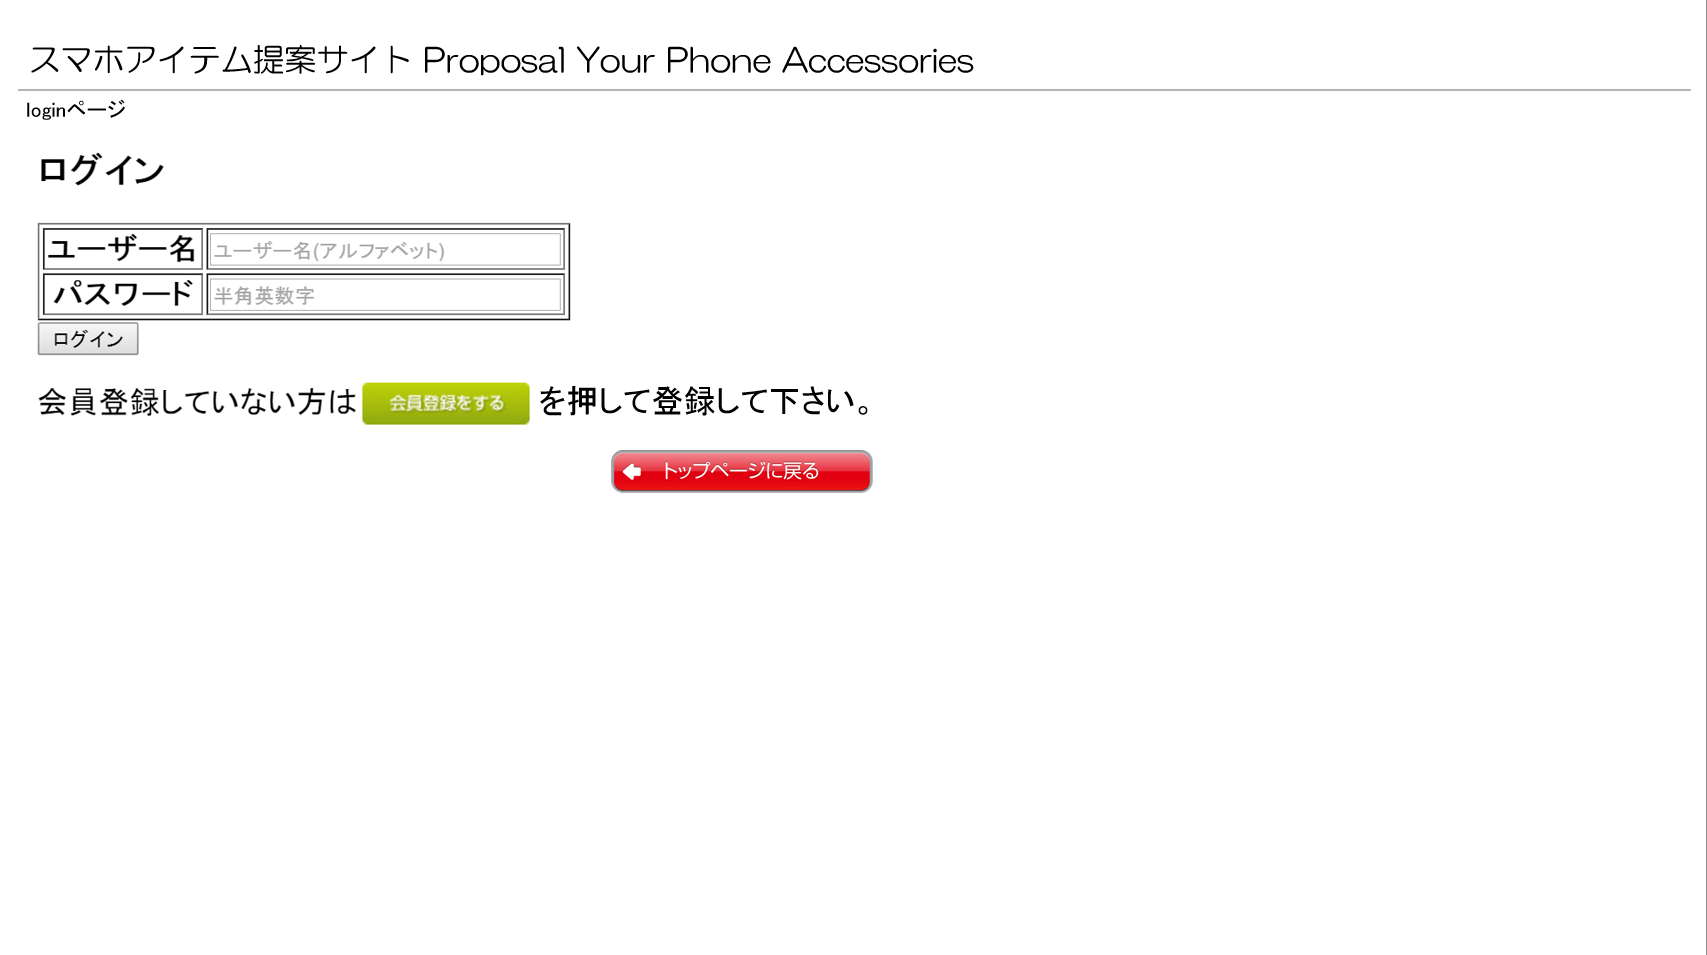 スマホアイテム提案サイト Proposal Your Phone Accessories
loginページ
ログイン
ユーザー名 ユーザー名(アルファベット)
パスワード 半角英数字
ログイン
会員登録していない方は 会員登録をする を押して登録して下さい。
トップページに戻る